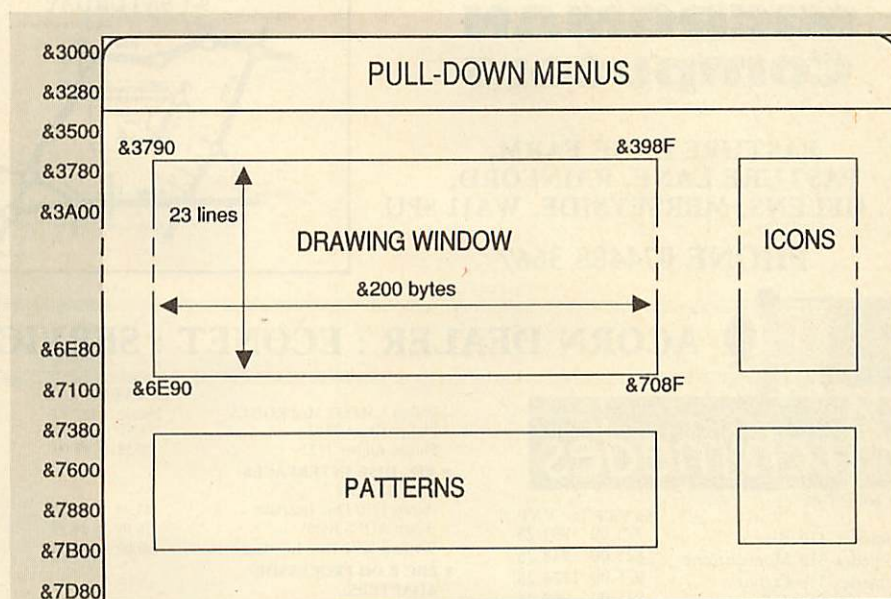 &3000
PULL-DOWN MENUS
&3280
&3500
&3790
&398F
&3780
&3A00
23 lines
DRAWING WINDOW
ICONS
&200 bytes
&6E80
&6E90
&708F
&7100
&7380
&7600
PATTERNS
&7880
&7B00
&7D80